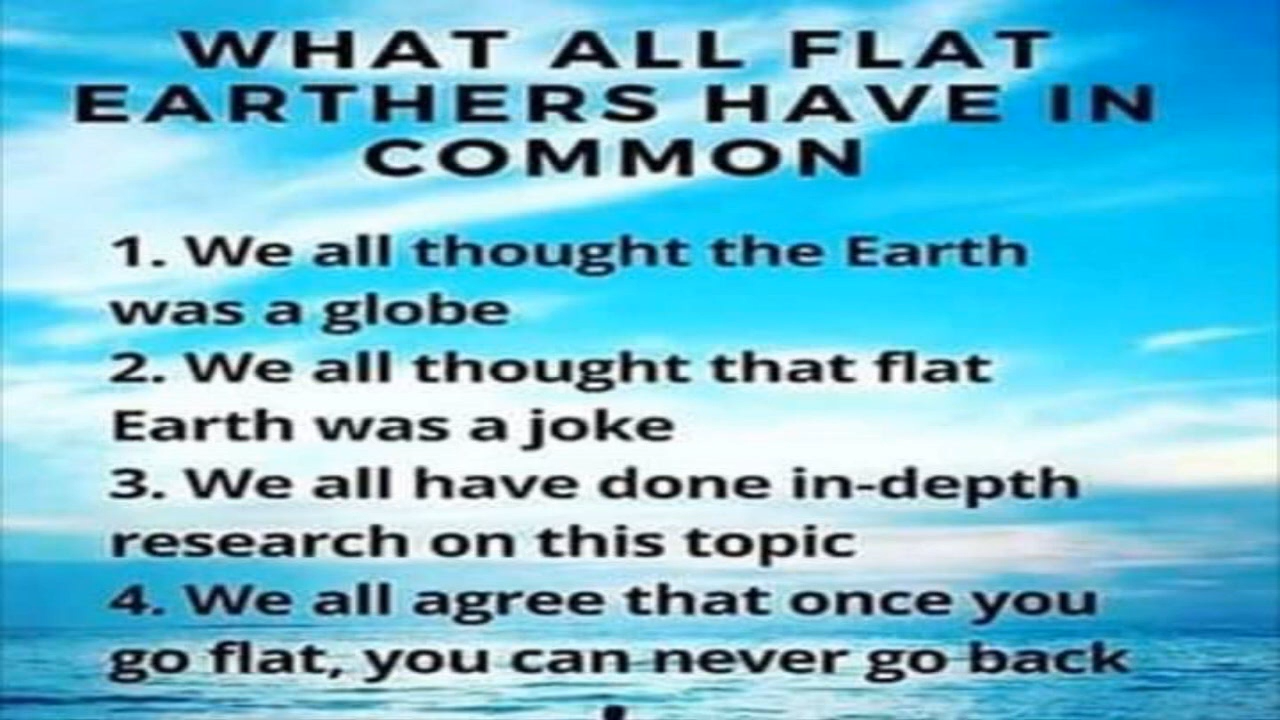 WHAT ALL FLAT
EARTHERS HAVE IN
COMMON
1. We all thought the Earth
was a globe
2. We all thought that flat
Earth was a joke
3. We all have done in-depth
research on this topic
4. We all agree that once you
go flat, you can never go back